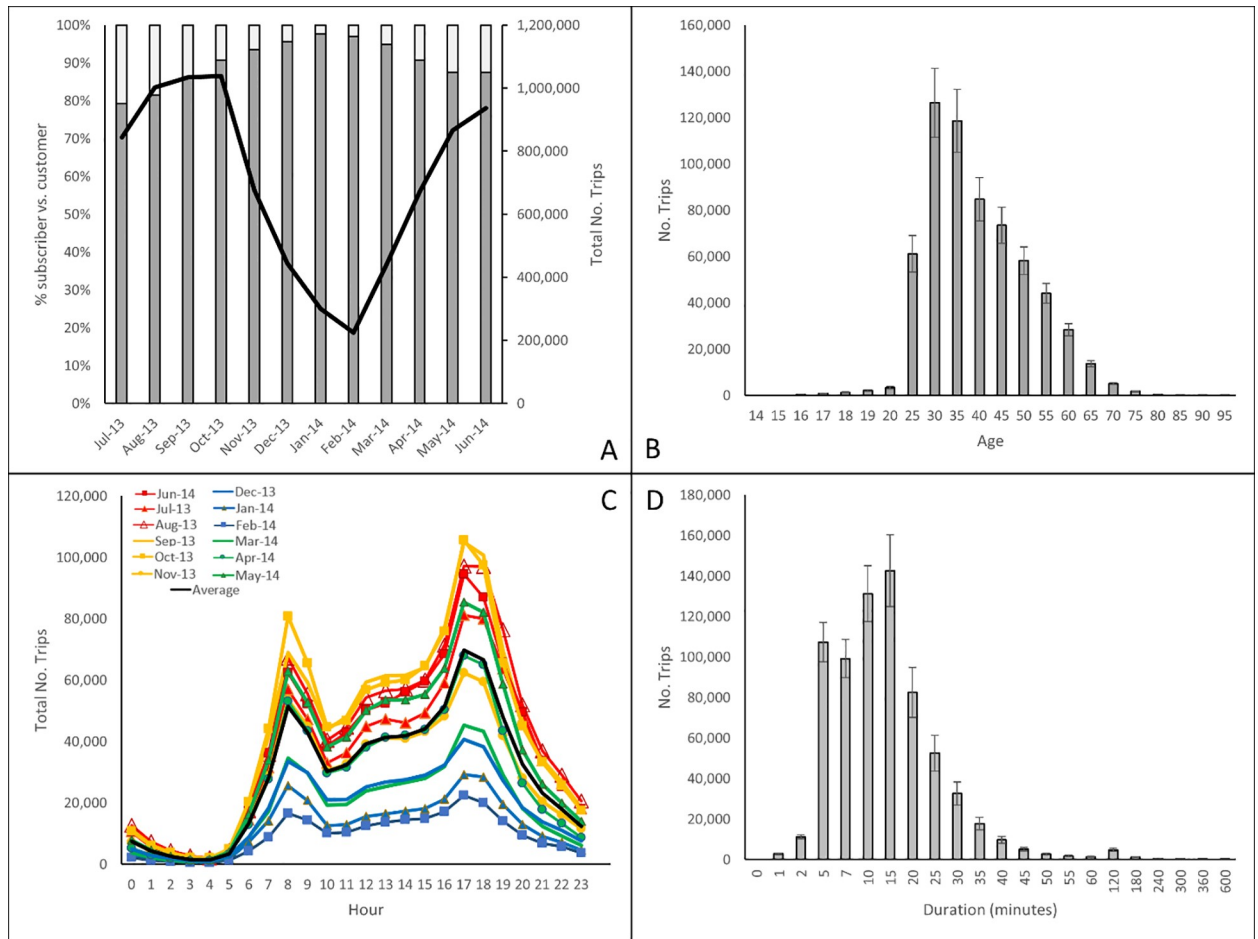 100%
90%
80%
70%
60%
50%
40%
30%
20%
10%
0%
% subscriber vs. customer
1,200,000
1,000,000
800,000
600,000
400,000
200,000
0
Total No. Trips
Jul-13
Aug-13
Sep-13
Oct-13
Nov-13
Dec-13
Jan-14
Feb-14
Mar-14
Apr-14
May-14
Jun-14
A
160,000
140,000
120,000
100,000
80,000
60,000
40,000
20,000
0
No. Trips
14 15 16 17 18 19 20 25 30 35 40 45 50 55 60 65 70 75 80 85 90 95
Age
B
120,000
100,000
80,000
60,000
40,000
20,000
0
Total No. Trips
Jun-14 Dec-13
Jul-13 Jan-14
Aug-13 Feb-14
Sep-13 Mar-14
Oct-13 Apr-14
Nov-13 May-14
Average
C
0 1 2 3 4 5 6 7 8 9 10 11 12 13 14 15 16 17 18 19 20 21 22 23
Hour
D
180,000
160,000
140,000
120,000
100,000
80,000
60,000
40,000
20,000
0
No. Trips
0 1 2 5 7 10 15 20 25 30 35 40 45 50 55 60 120 180 240 300 360 600
Duration (minutes)